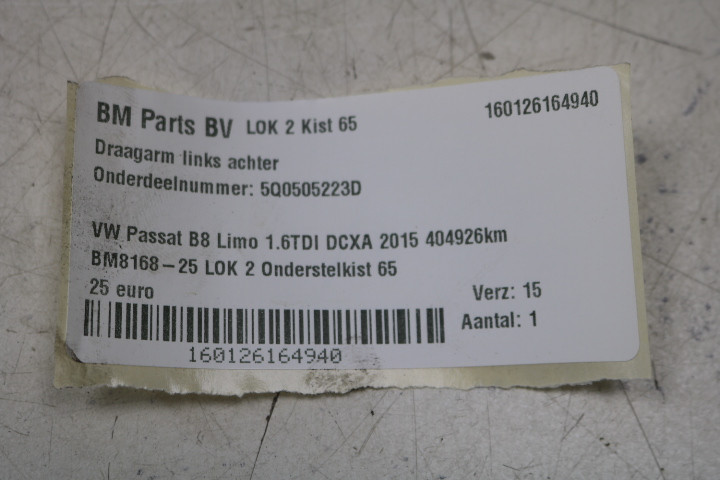 BM Parts BV LOK 2 Kist 65 160126164940
Draagarm links achter
Onderdeelnummer: 5Q0505223D
VW Passat B8 Limo 1.6TDI DCXA 2015 404926km
BM8168-25 LOK 2 Onderstelkist 65
25 euro Verz: 15
Aantal: 1
160126164940